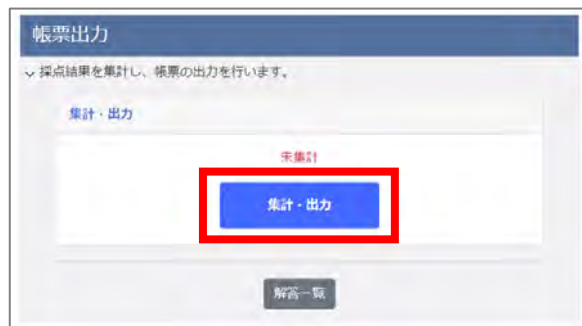 帳票出力
採点結果を集計し、帳票の出力を行います。
集計・出力
未集計
集計・出力
解答一覧